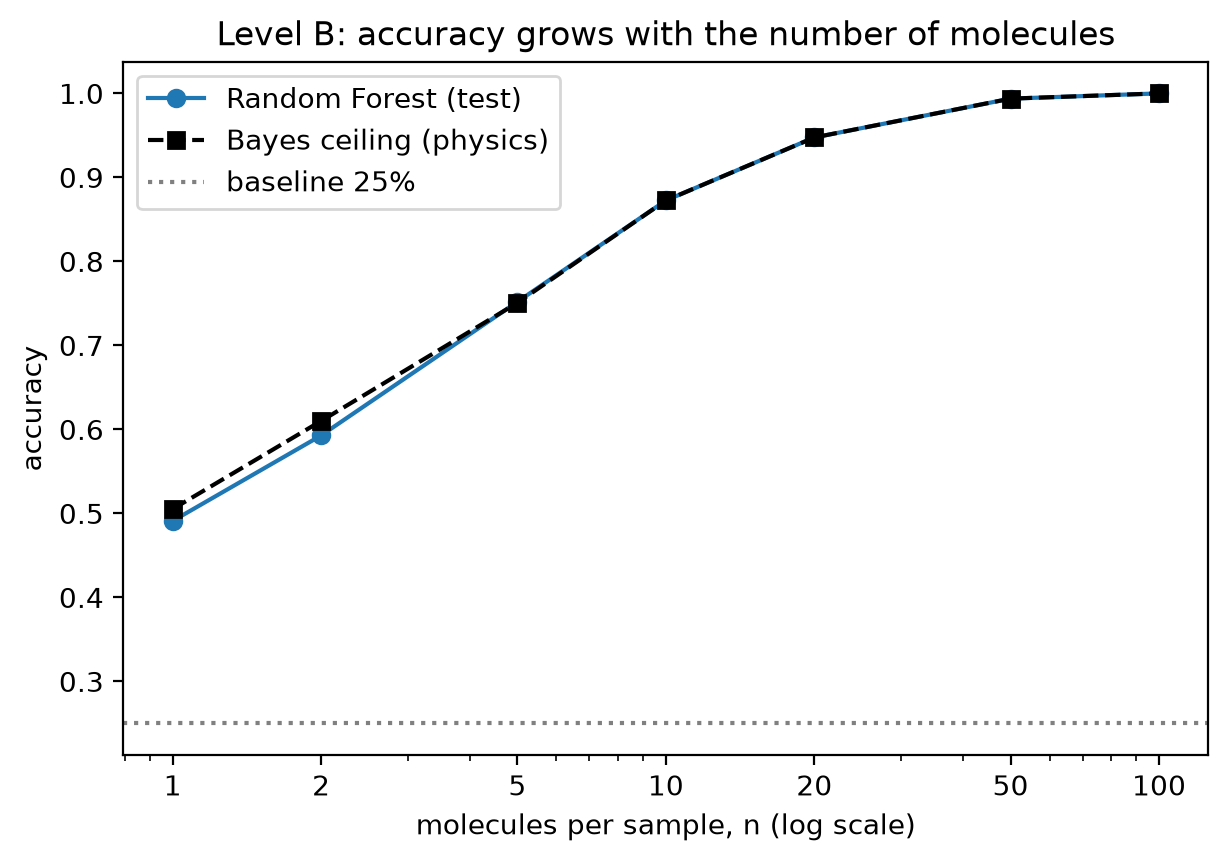 Level B: accuracy grows with the number of molecules
Random Forest (test)
Bayes ceiling (physics)
baseline 25%
accuracy
1.0
0.9
0.8
0.7
0.6
0.5
0.4
0.3
1 2 5 10 20 50 100
molecules per sample, n (log scale)